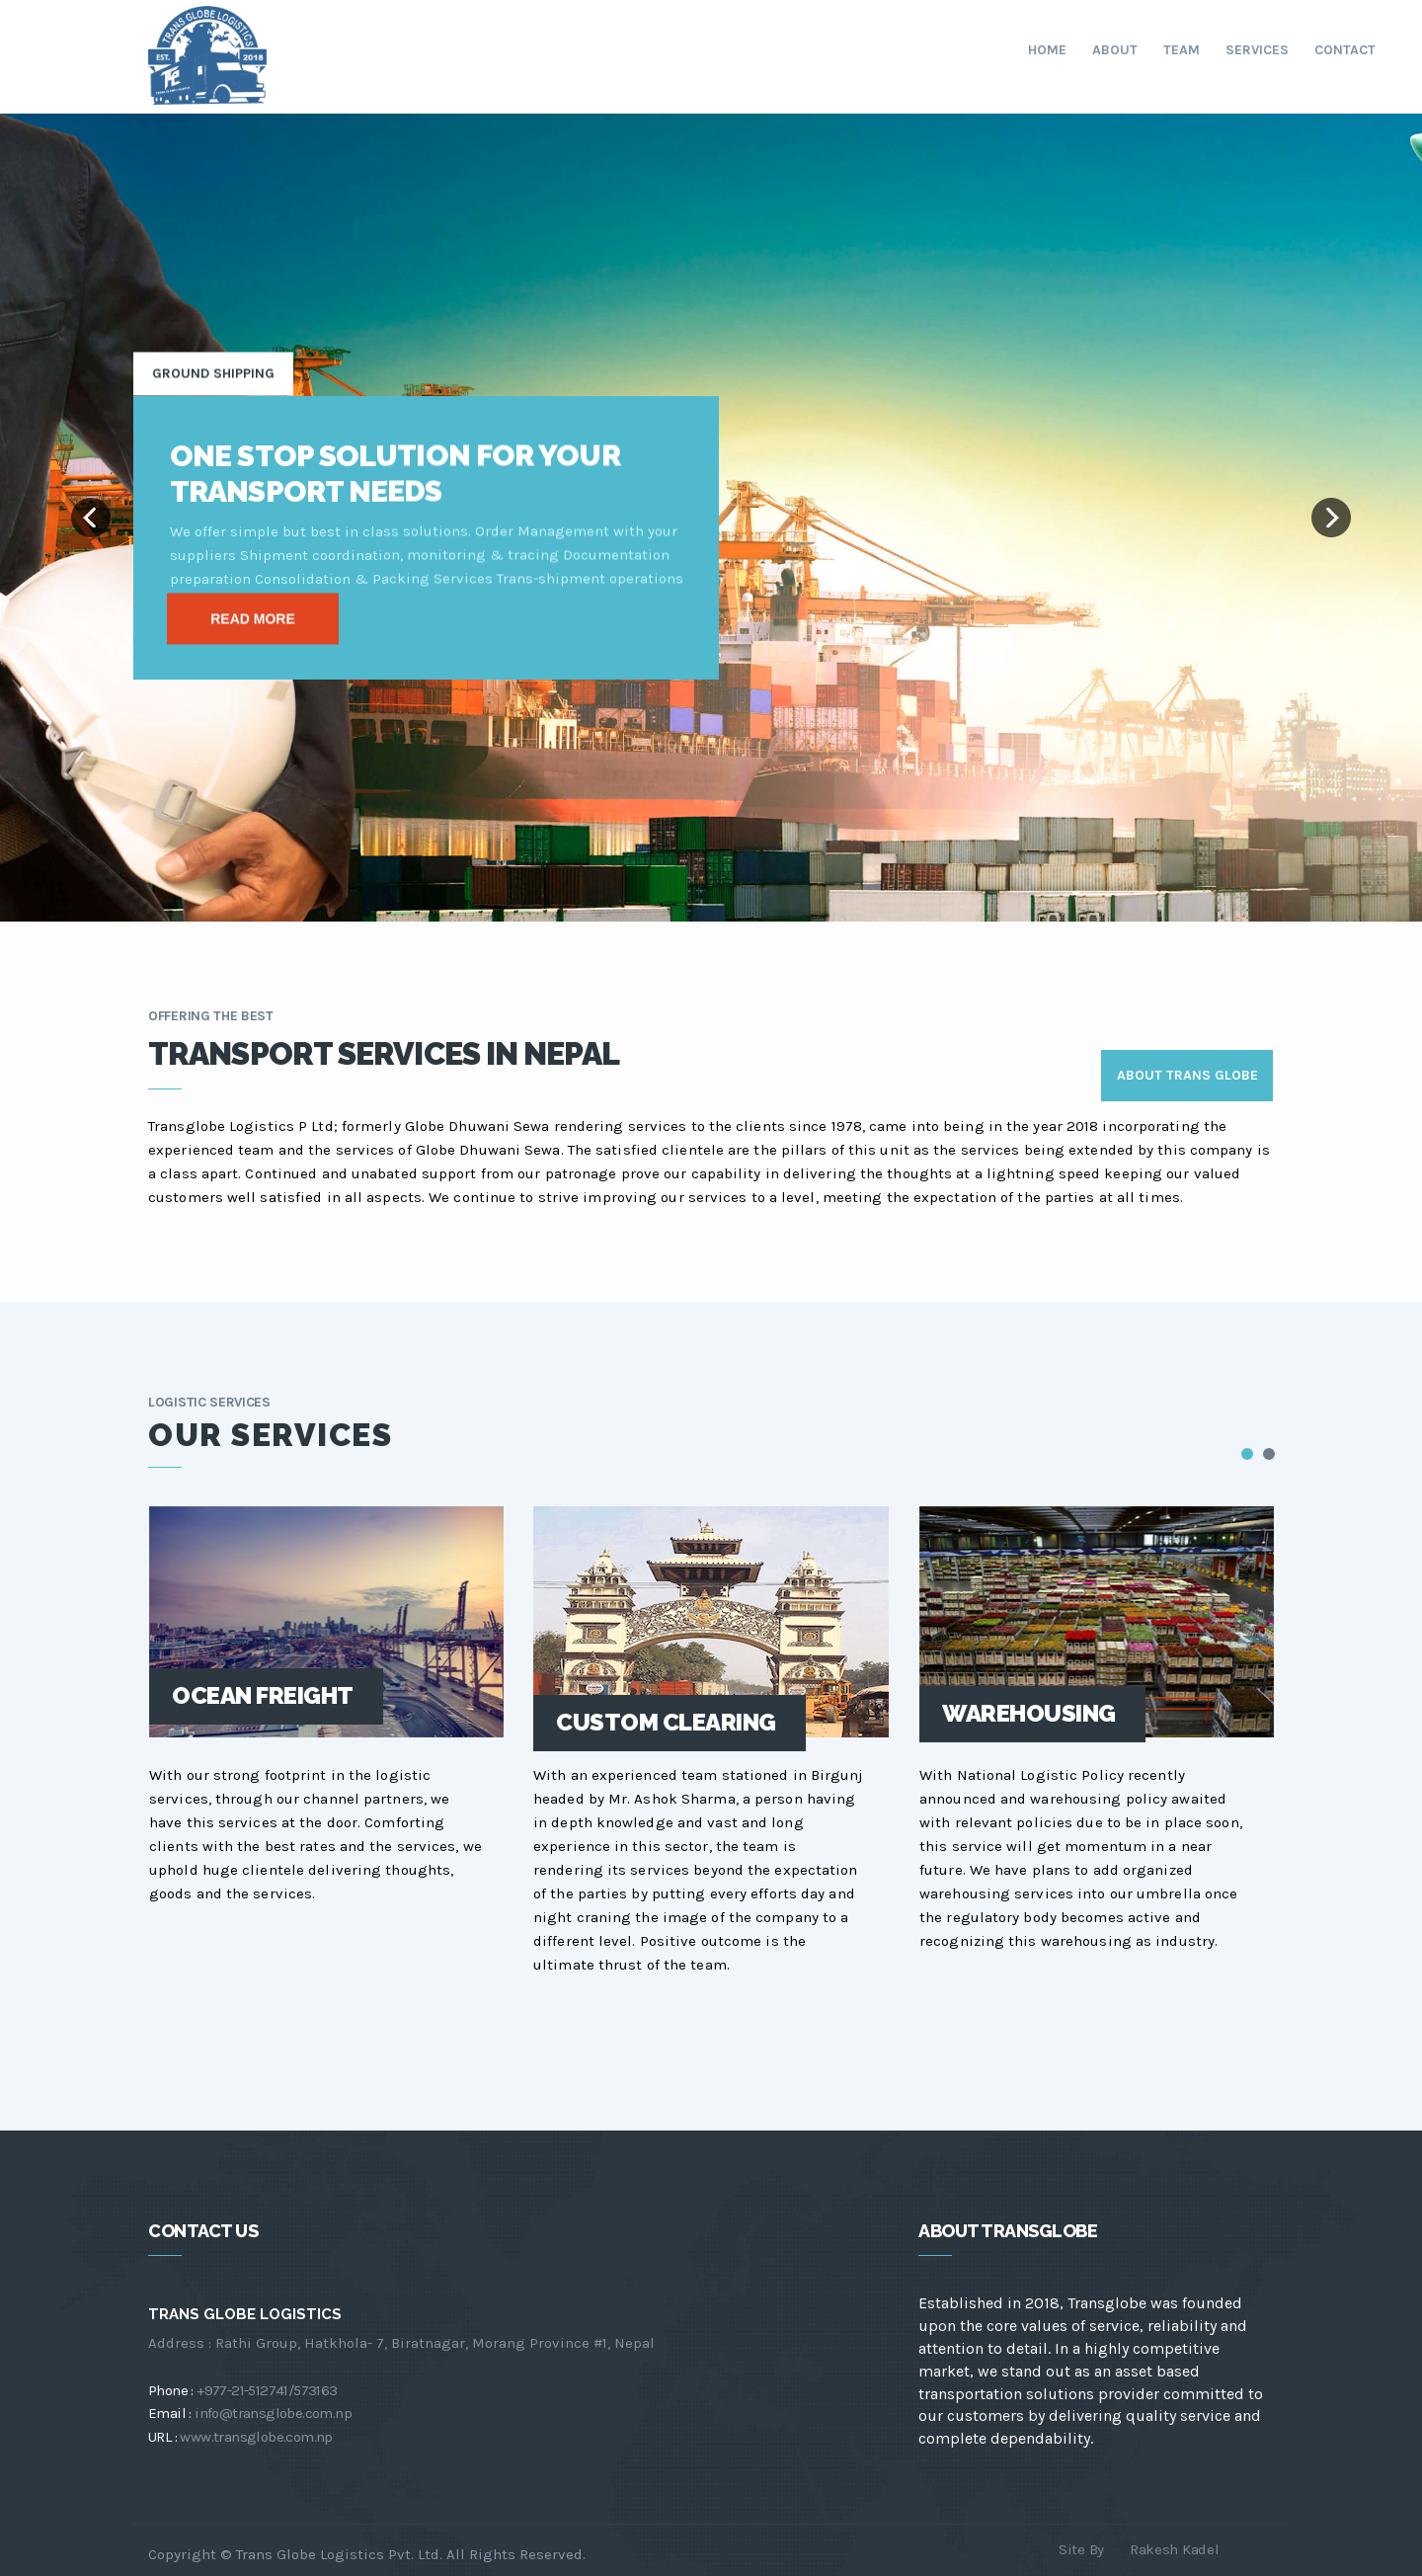 TRANS GLOBE LOGISTICS
EST. 2018
HOME ABOUT TEAM SERVICES CONTACT
GROUND SHIPPING
ONE STOP SOLUTION FOR YOUR
TRANSPORT NEEDS
We offer simple but best in class solutions. Order Management with your
suppliers Shipment coordination, monitoring & tracing Documentation
preparation Consolidation & Packing Services Trans-shipment operations
READ MORE
OFFERING THE BEST
TRANSPORT SERVICES IN NEPAL
ABOUT TRANS GLOBE
Transglobe Logistics P Ltd; formerly Globe Dhuwani Sewa rendering services to the clients since 1978, came into being in the year 2018 incorporating the
experienced team and the services of Globe Dhuwani Sewa. The satisfied clientele are the pillars of this unit as the services being extended by this company is
a class apart. Continued and unabated support from our patronage prove our capability in delivering the thoughts at a lightning speed keeping our valued
customers well satisfied in all aspects. We continue to strive improving our services to a level, meeting the expectation of the parties at all times.
LOGISTIC SERVICES
OUR SERVICES
OCEAN FREIGHT
With our strong footprint in the logistic
services, through our channel partners, we
have this services at the door. Comforting
clients with the best rates and the services, we
uphold huge clientele delivering thoughts,
goods and the services.
CUSTOM CLEARING
With an experienced team stationed in Birgunj
headed by Mr. Ashok Sharma, a person having
in depth knowledge and vast and long
experience in this sector, the team is
rendering its services beyond the expectation
of the parties by putting every efforts day and
night craning the image of the company to a
different level. Positive outcome is the
ultimate thrust of the team.
WAREHOUSING
With National Logistic Policy recently
announced and warehousing policy awaited
with relevant policies due to be in place soon,
this service will get momentum in a near
future. We have plans to add organized
warehousing services into our umbrella once
the regulatory body becomes active and
recognizing this warehousing as industry.
CONTACT US
TRANS GLOBE LOGISTICS
Address : Rathi Group, Hatkhola- 7, Biratnagar, Morang Province #1, Nepal
Phone : +977-21-512741/573163
Email : info@transglobe.com.np
URL : www.transglobe.com.np
ABOUT TRANSGLOBE
Established in 2018, Transglobe was founded
upon the core values of service, reliability and
attention to detail. In a highly competitive
market, we stand out as an asset based
transportation solutions provider committed to
our customers by delivering quality service and
complete dependability.
Copyright © Trans Globe Logistics Pvt. Ltd. All Rights Reserved.
Site By Rakesh Kadel